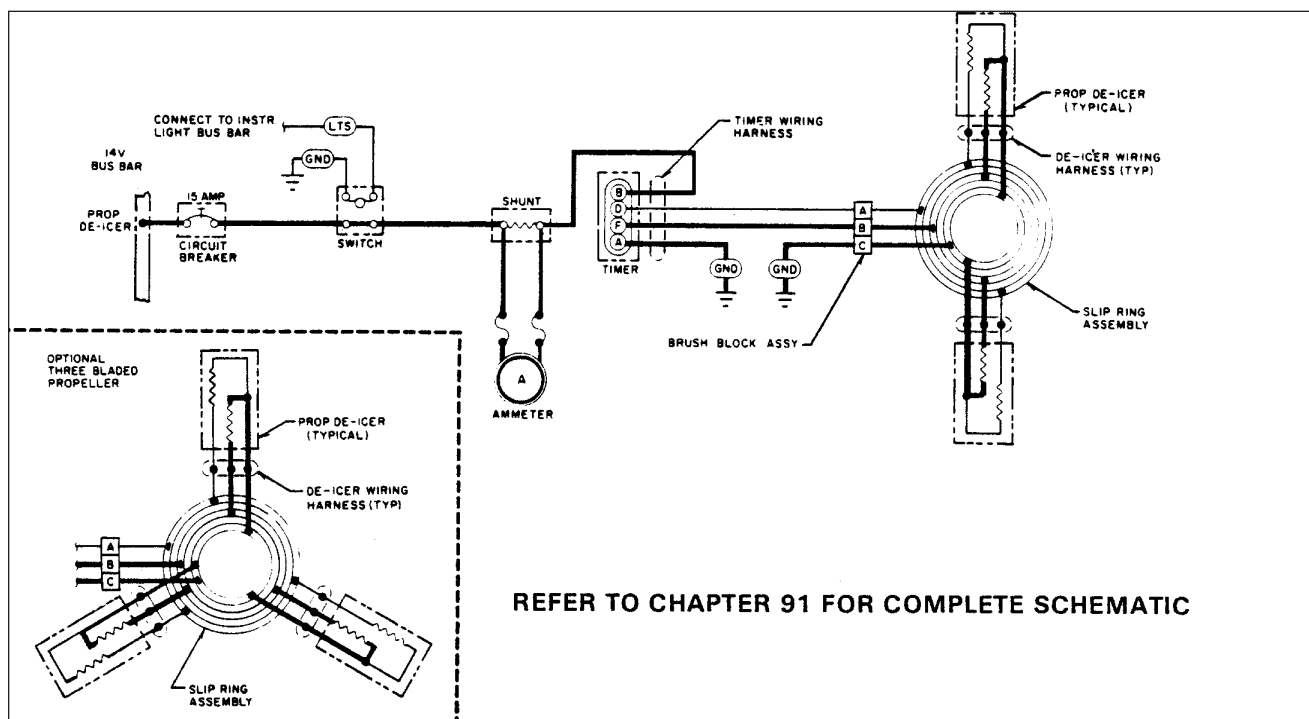 CONNECT TO INSTR.
LIGHT BUS BAR
LTS
GND
14V
BUS BAR
PROP
DE-ICER
15 AMP
CIRCUIT
BREAKER
SWITCH
SHUNT
A
AMMETER
TIMER WIRING
HARNESS
B
D
F
A
TIMER
GND
GND
A
B
C
BRUSH BLOCK ASSY
PROP DE-ICER
(TYPICAL)
DE-ICER WIRING
HARNESS (TYP)
SLIP RING
ASSEMBLY
OPTIONAL
THREE BLADED
PROPELLER
PROP DE-ICER
(TYPICAL)
DE-ICER WIRING
HARNESS (TYP)
A
B
C
SLIP RING
ASSEMBLY
REFER TO CHAPTER 91 FOR COMPLETE SCHEMATIC